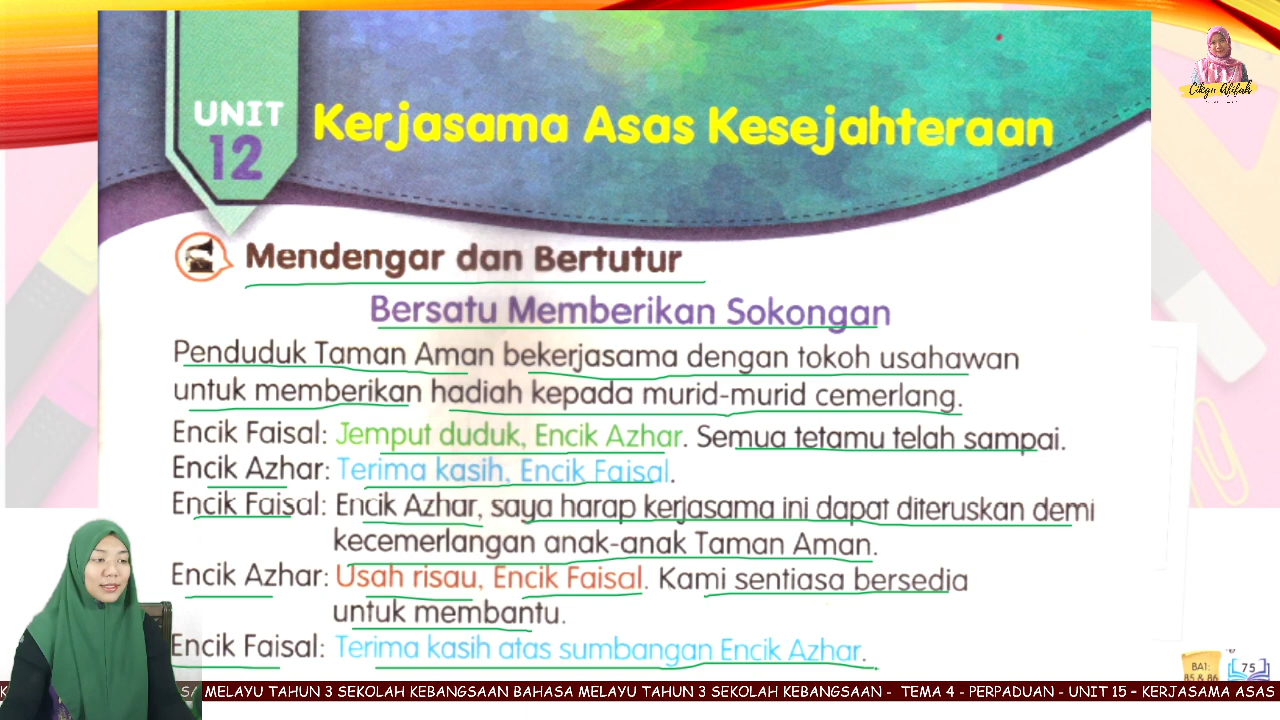 UNIT
12
Kerjasama Asas Kesejahteraan
Cikgu Afifah
Mendengar dan Bertutur
Bersatu Memberikan Sokongan
Penduduk Taman Aman bekerjasama dengan tokoh usahawan
untuk memberikan hadiah kepada murid-murid cemerlang.
Encik Faisal: Jemput duduk, Encik Azhar. Semua tetamu telah sampai.
Encik Azhar: Terima kasih, Encik Faisal.
Encik Faisal: Encik Azhar, saya harap kerjasama ini dapat diteruskan demi
kecemerlangan anak-anak Taman Aman.
Encik Azhar: Usah risau, Encik Faisal. Kami sentiasa bersedia
untuk membantu.
Encik Faisal: Terima kasih atas sumbangan Encik Azhar.
BA1:
85 & 86
75
MELAYU TAHUN 3 SEKOLAH KEBANGSAAN BAHASA MELAYU TAHUN 3 SEKOLAH KEBANGSAAN - TEMA 4 - PERPADUAN - UNIT 15 – KERJASAMA ASAS